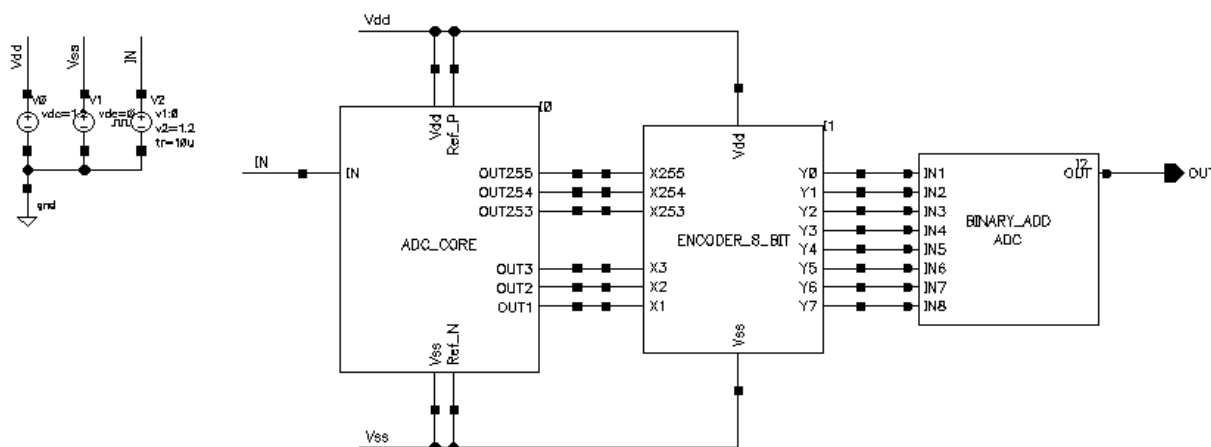 Vdd
Vdd
Vss
IN
V0
vdc=1.2
V1
vdc=0
V2
v1:0
v2=1.2
tr=10u
gnd
IN
I0
Vdd
Ref_P
IN
OUT255
OUT254
OUT253
ADC_CORE
OUT3
OUT2
OUT1
Vss
Ref_N
Vss
I1
Vdd
X255
X254
X253
ENCODER_8_BIT
X3
X2
X1
Y0
Y1
Y2
Y3
Y4
Y5
Y6
Y7
Vss
I2
IN1
IN2
IN3
IN4
IN5
IN6
IN7
IN8
BINARY_ADD
ADC
OUT
OUT